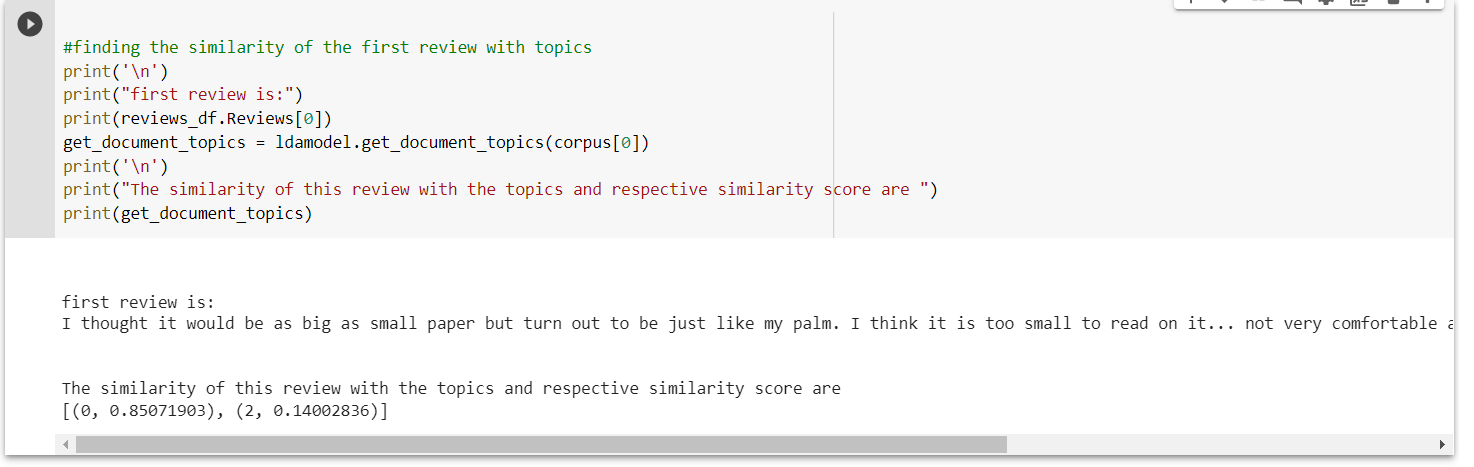 #finding the similarity of the first review with topics
print('\n')
print("first review is:")
print(reviews_df.Reviews[0])
get_document_topics = ldamodel.get_document_topics(corpus[0])
print('\n')
print("The similarity of this review with the topics and respective similarity score are ")
print(get_document_topics)
first review is:
I thought it would be as big as small paper but turn out to be just like my palm. I think it is too small to read on it... not very comfortable
The similarity of this review with the topics and respective similarity score are
[(0, 0.85071903), (2, 0.14002836)]